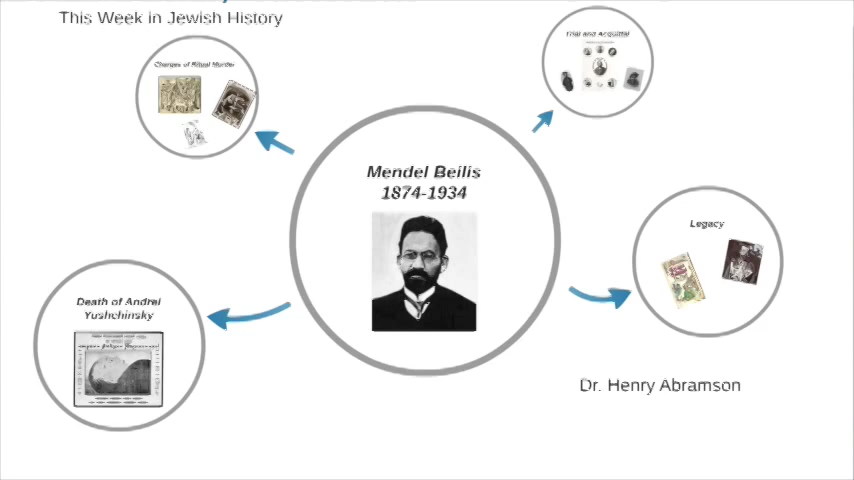 This Week in Jewish History
Trial and Acquittal
Charges of Ritual Murder
Mendel Beilis
1874-1934
Legacy
Death of Andrei
Yushchinsky
Dr. Henry Abramson